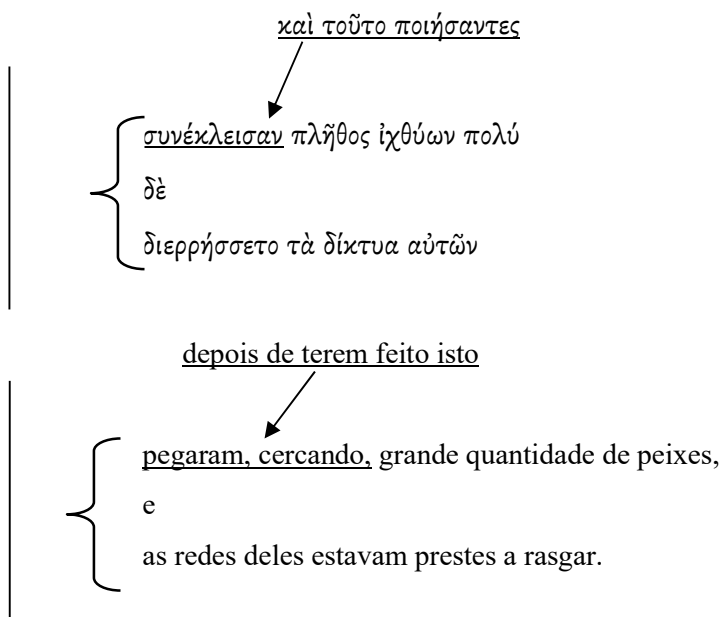 καὶ τοῦτο ποιήσαντες
συνέκλεισαν πλῆθος ἰχθύων πολύ
δὲ
διερρήσσετο τὰ δίκτυα αὐτῶν
depois de terem feito isto
pegaram, cercando, grande quantidade de peixes,
e
as redes deles estavam prestes a rasgar.